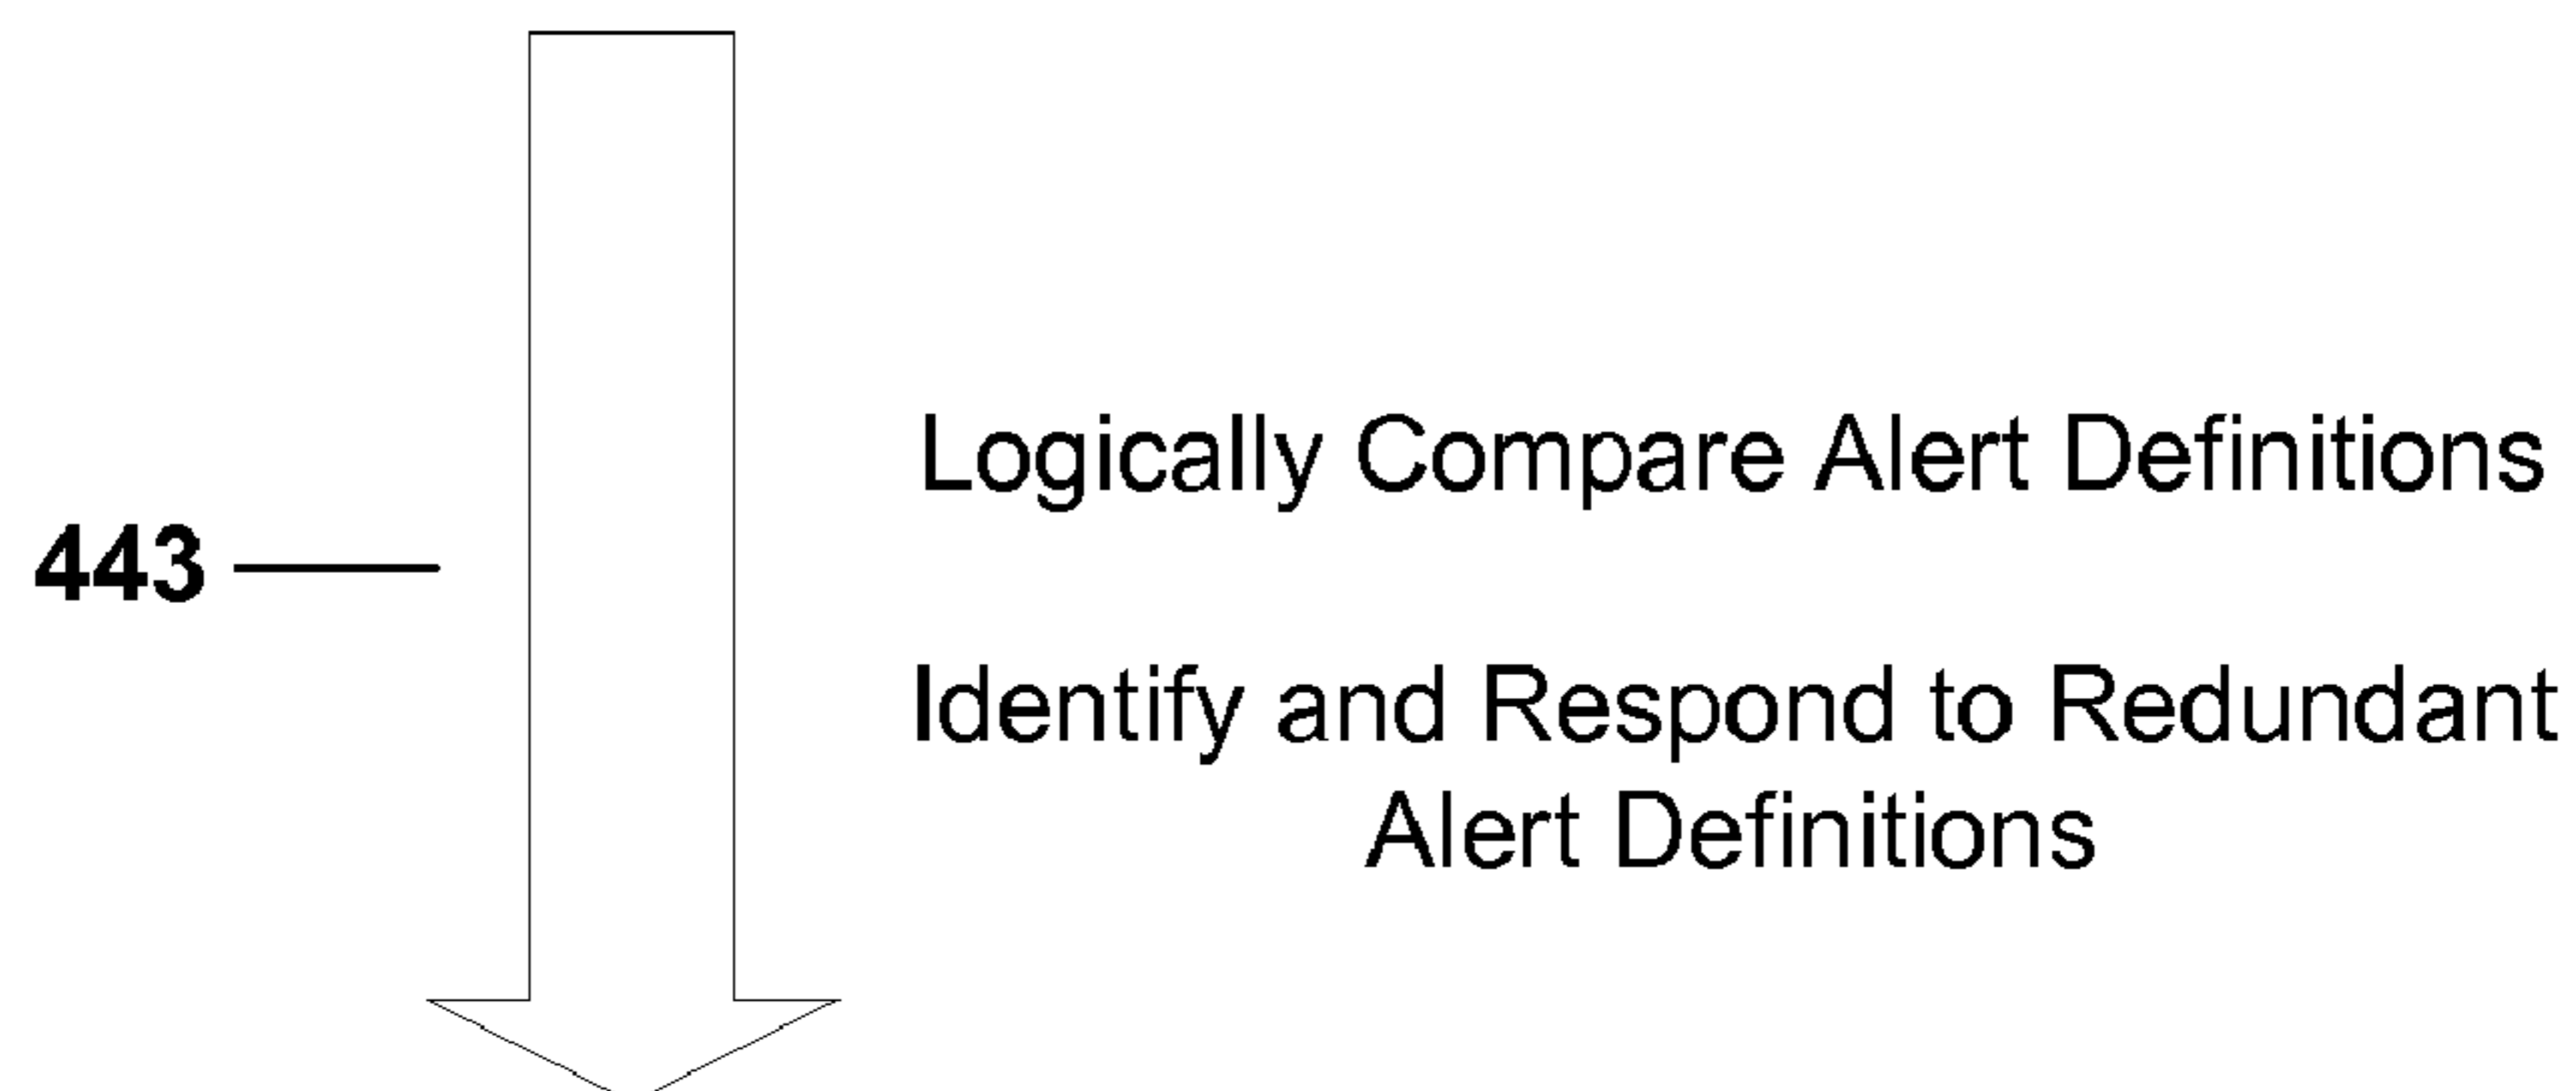 Logically Compare Alert Definitions
443
Identify and Respond to Redundant
Alert Definitions